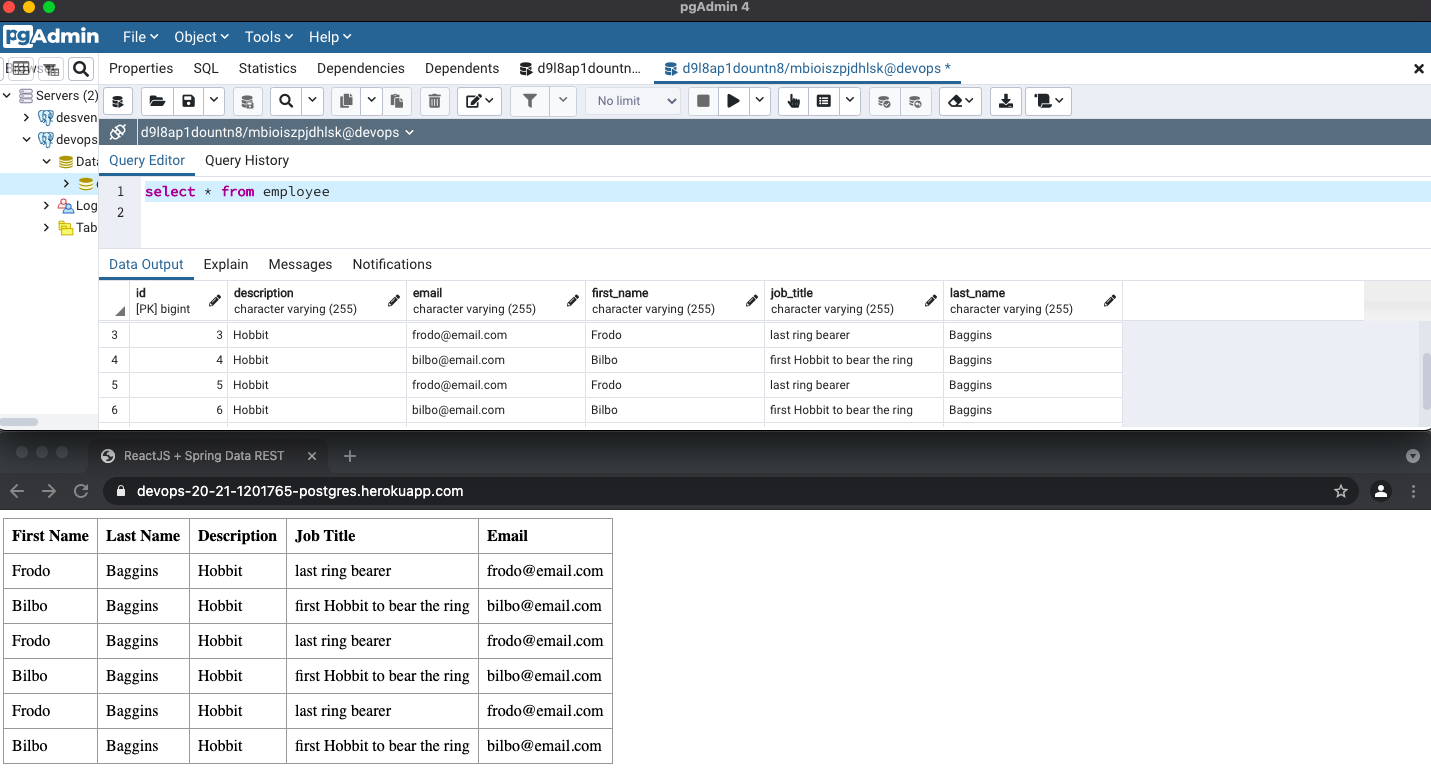 pgAdmin 4
pgAdmin File Object Tools Help
Properties SQL Statistics Dependencies Dependents d9l8ap1dountn... d9l8ap1dountn8/mbioiszpjdhlsk@devops *
Servers (2) No limit
desven
devops d9l8ap1dountn8/mbioiszpjdhlsk@devops
Data Query Editor Query History
1 select * from employee
Log 2
Tab
Data Output Explain Messages Notifications
id description email first_name job_title last_name
[PK] bigint character varying (255) character varying (255) character varying (255) character varying (255) character varying (255)
3 3 Hobbit frodo@email.com Frodo last ring bearer Baggins
4 4 Hobbit bilbo@email.com Bilbo first Hobbit to bear the ring Baggins
5 5 Hobbit frodo@email.com Frodo last ring bearer Baggins
6 6 Hobbit bilbo@email.com Bilbo first Hobbit to bear the ring Baggins
ReactJS + Spring Data REST
devops-20-21-1201765-postgres.herokuapp.com
First Name Last Name Description Job Title Email
Frodo Baggins Hobbit last ring bearer frodo@email.com
Bilbo Baggins Hobbit first Hobbit to bear the ring bilbo@email.com
Frodo Baggins Hobbit last ring bearer frodo@email.com
Bilbo Baggins Hobbit first Hobbit to bear the ring bilbo@email.com
Frodo Baggins Hobbit last ring bearer frodo@email.com
Bilbo Baggins Hobbit first Hobbit to bear the ring bilbo@email.com